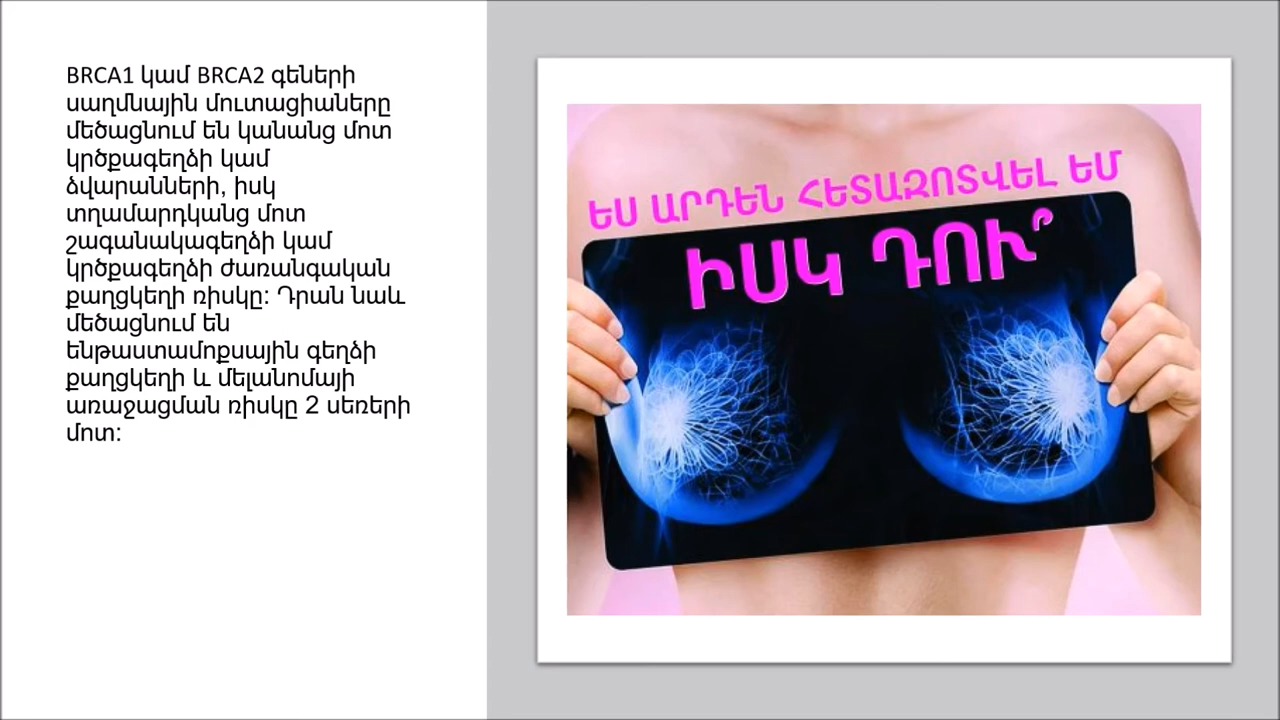 BRCA1 կամ BRCA2 գեների
սաղմնային մուտացիաները
մեծացնում են կանանց մոտ
կրծքագեղձի կամ
ձվարանների, իսկ
տղամարդկանց մոտ
շագանակագեղձի կամ
կրծքագեղձի ժառանգական
քաղցկեղի ռիսկը: Դրան նաև
մեծացնում են
ենթաստամոքսային գեղձի
քաղցկեղի և մելանոմայի
առաջացման ռիսկը 2 սեռերի
մոտ:
ԵՍ ԱՐԴԵՆ ՀԵՏԱԶՈՏՎԵԼ ԵՄ
ԻՍԿ ԴՈՒ՞